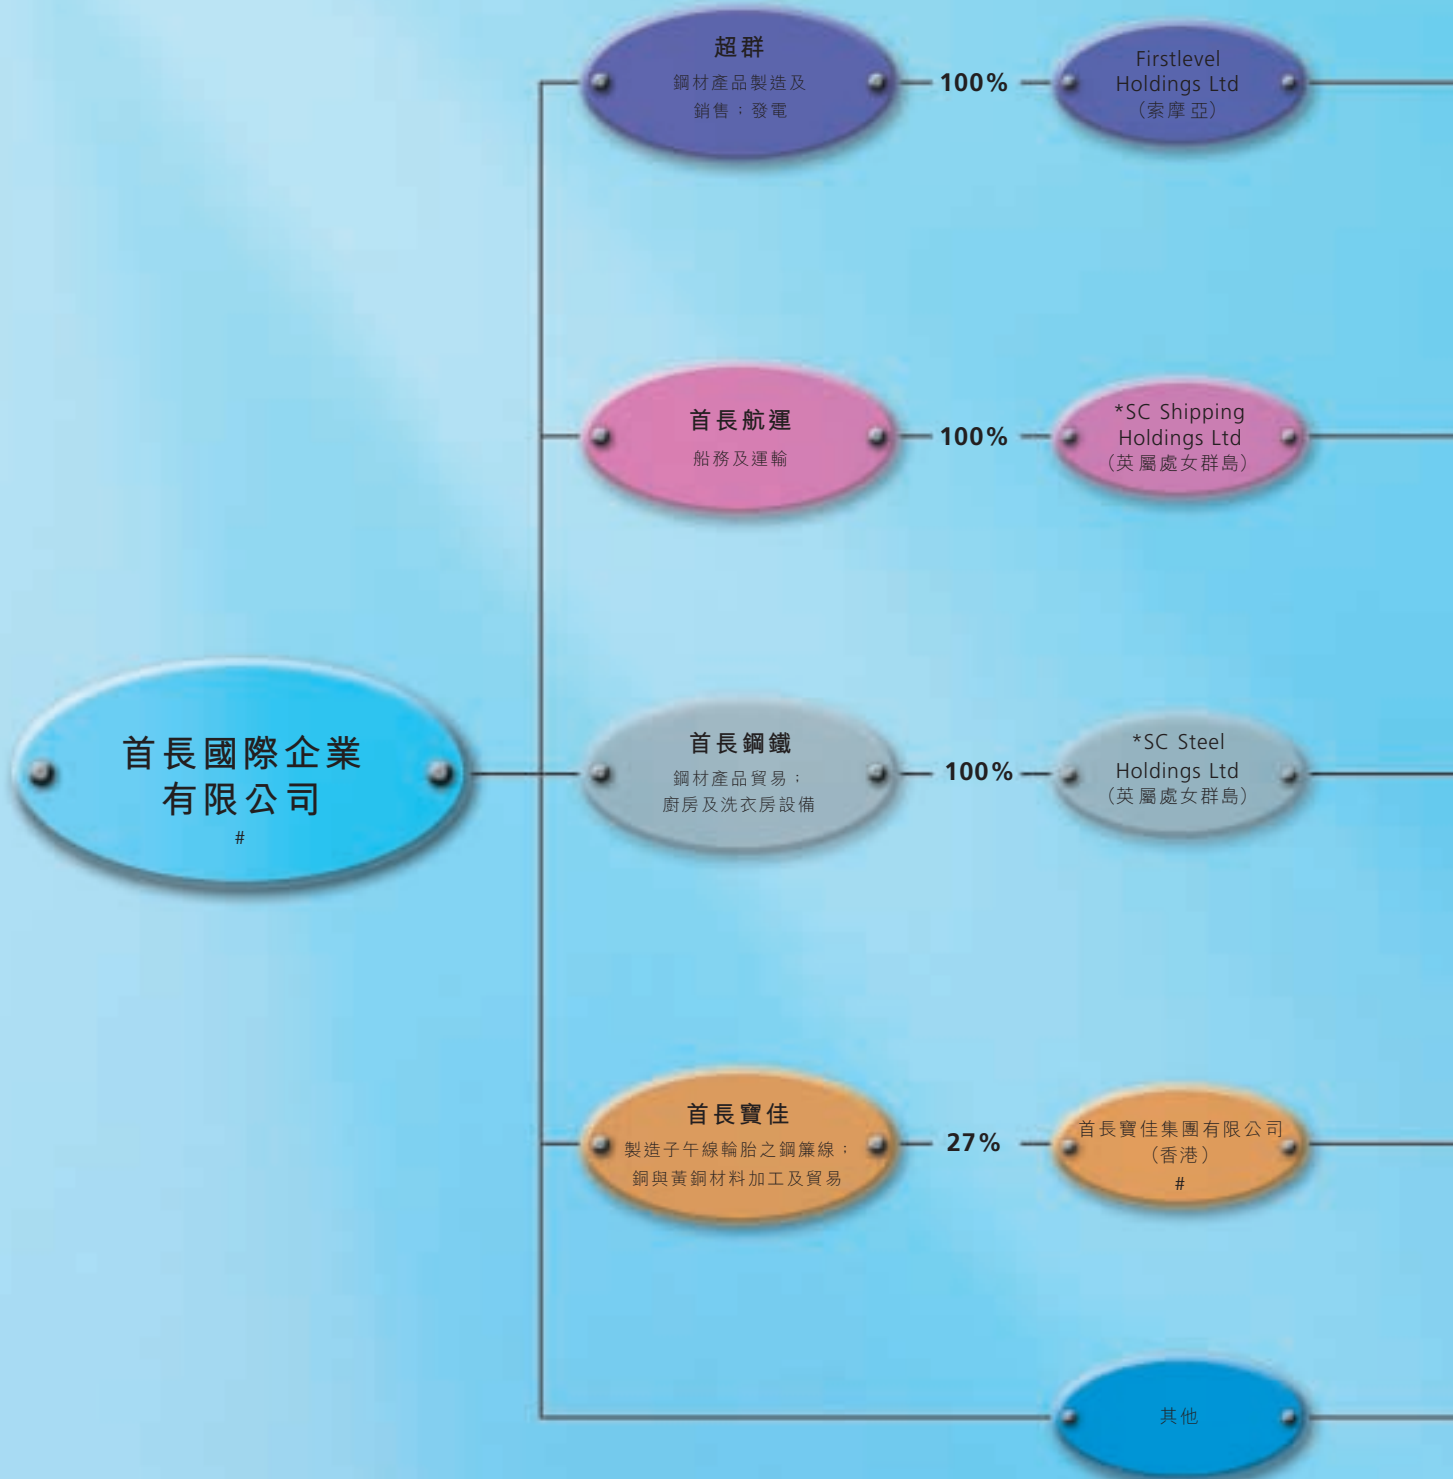 超群
鋼材產品製造及
銷售；發電
100%
Firstlevel
Holdings Ltd
（索摩亞）
首長航運
船務及運輸
100%
*SC Shipping
Holdings Ltd
（英屬處女群島）
首長國際企業
有限公司
#
首長鋼鐵
鋼材產品貿易；
廚房及洗衣房設備
100%
*SC Steel
Holdings Ltd
（英屬處女群島）
首長寶佳
製造子午線輪胎之鋼簾線；
銅與黃銅材料加工及貿易
27%
首長寶佳集團有限公司
（香港）
#
其他